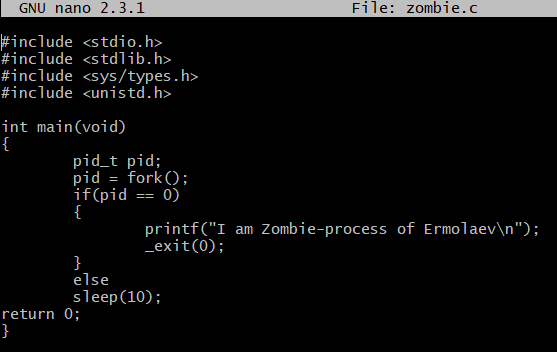 GNU nano 2.3.1 File: zombie.c
#include <stdio.h>
#include <stdlib.h>
#include <sys/types.h>
#include <unistd.h>
int main(void)
{
pid_t pid;
pid = fork();
if(pid == 0)
{
printf("I am Zombie-process of Ermolaev\n");
_exit(0);
}
else
sleep(10);
return 0;
}